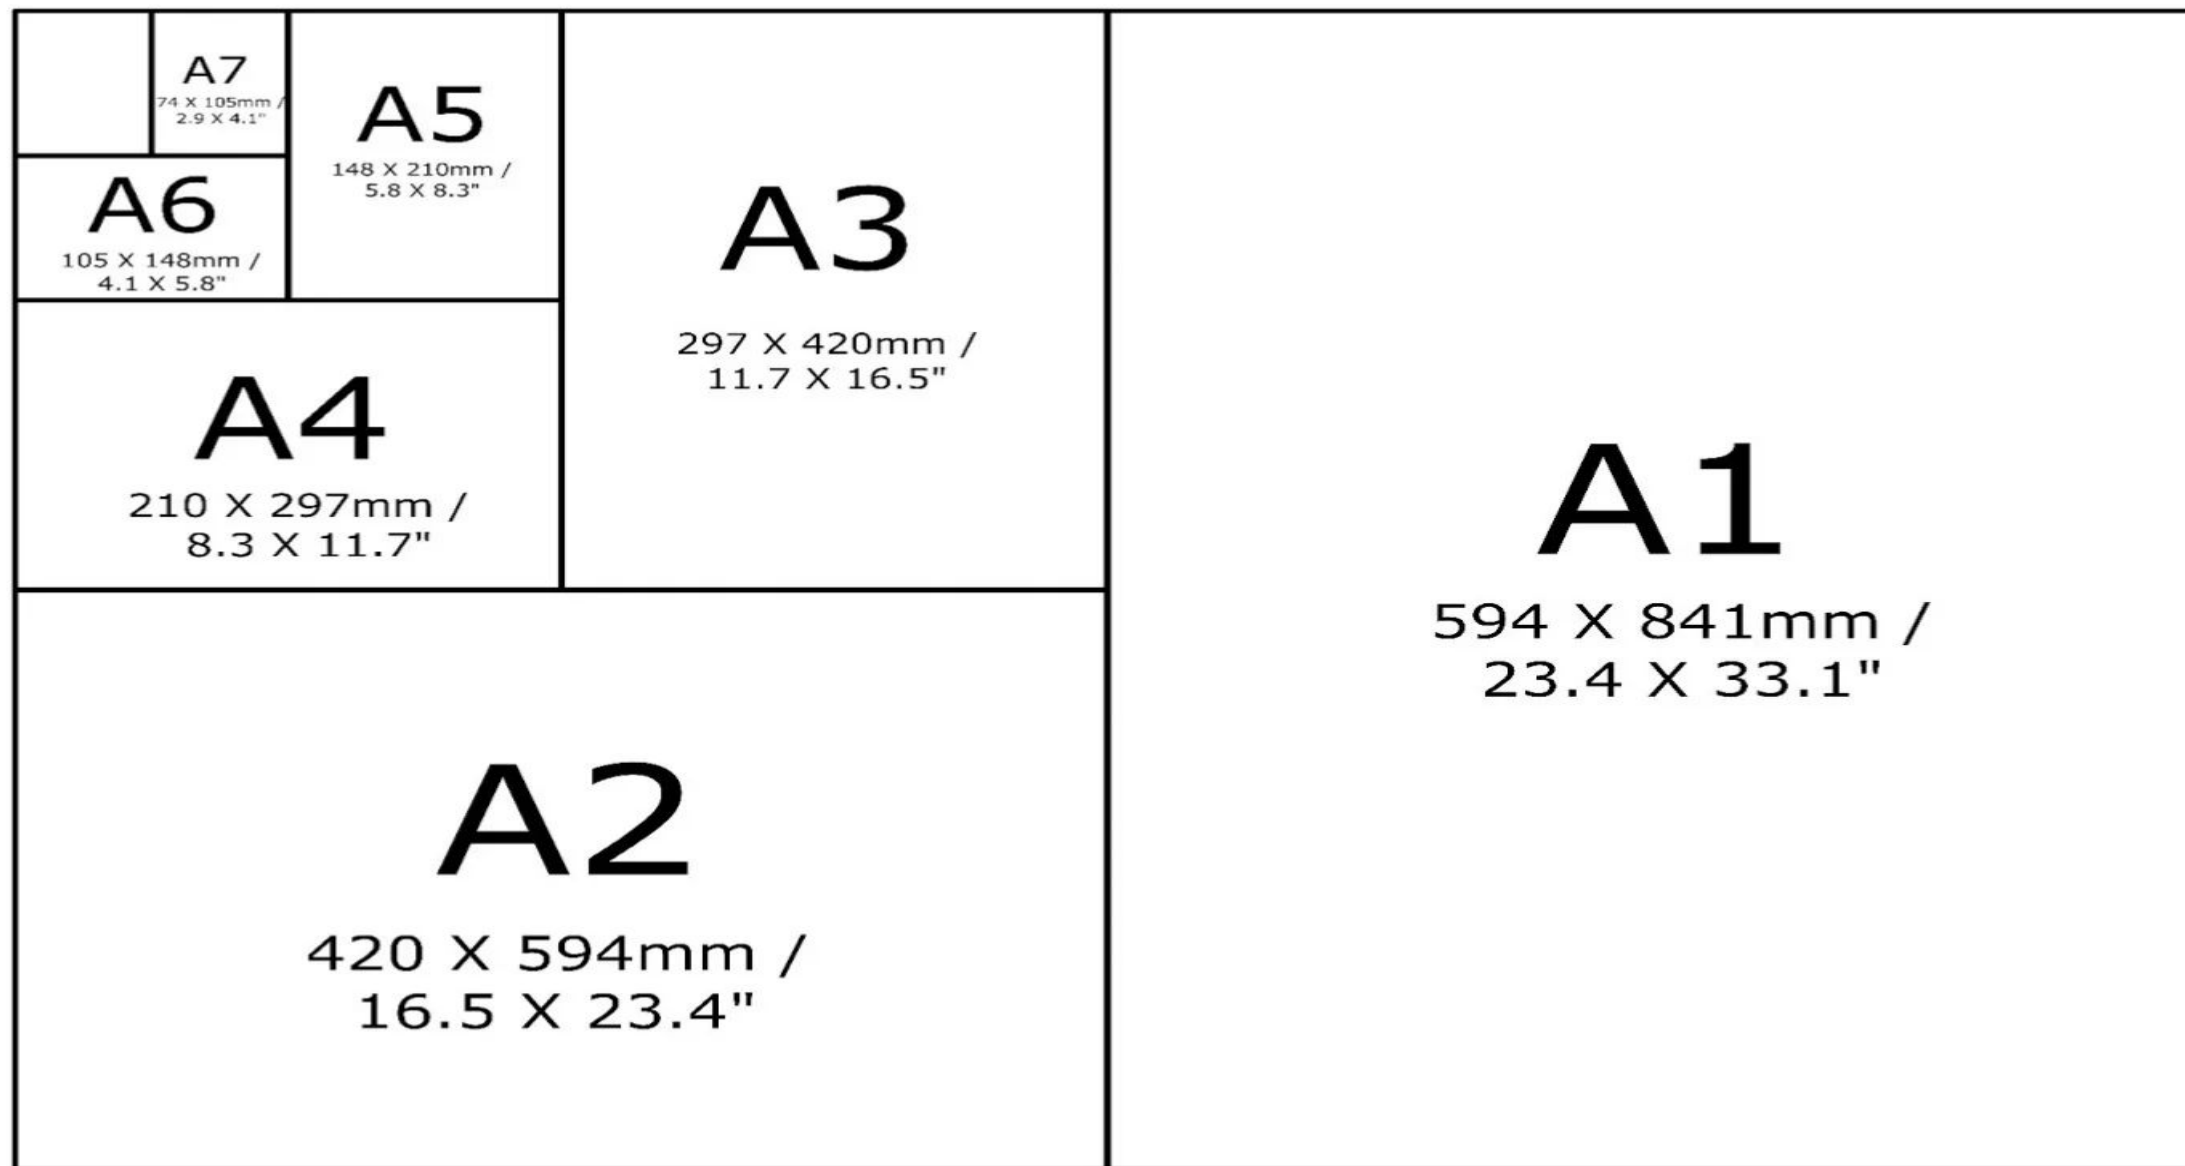 A7
74 X 105mm /
2.9 X 4.1"
A5
148 X 210mm /
5.8 X 8.3"
A6
105 X 148mm /
4.1 X 5.8"
A3
297 X 420mm /
11.7 X 16.5"
A4
210 X 297mm /
8.3 X 11.7"
A1
594 X 841mm /
23.4 X 33.1"
A2
420 X 594mm /
16.5 X 23.4"